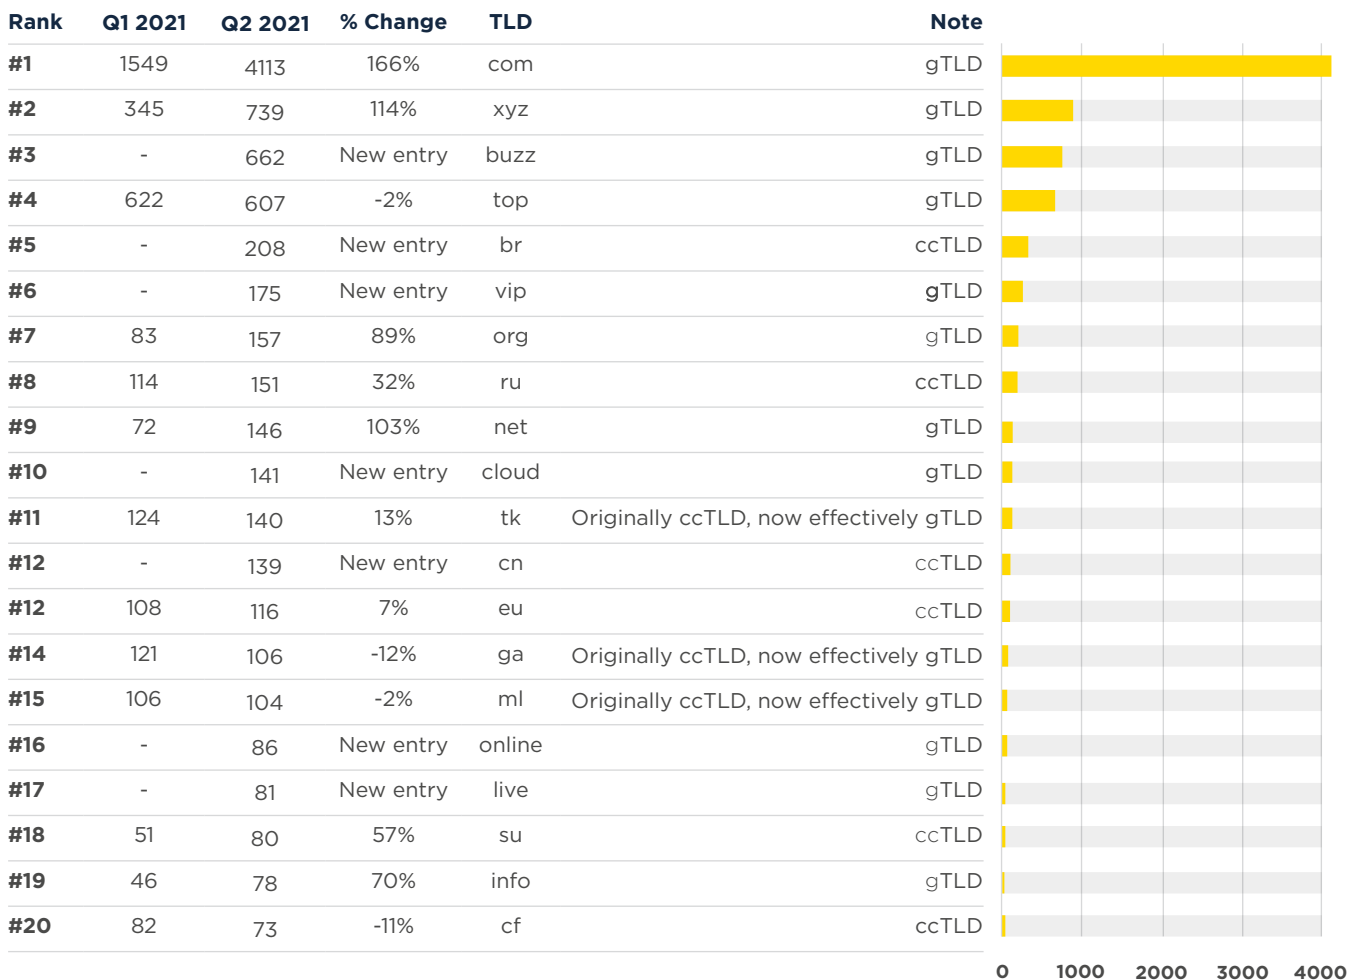 Rank Q1 2021 Q2 2021 % Change TLD Note
#1 1549 4113 166% com gTLD
#2 345 739 114% xyz gTLD
#3 - 662 New entry buzz gTLD
#4 622 607 -2% top gTLD
#5 - 208 New entry br ccTLD
#6 - 175 New entry vip gTLD
#7 83 157 89% org gTLD
#8 114 151 32% ru ccTLD
#9 72 146 103% net gTLD
#10 - 141 New entry cloud gTLD
#11 124 140 13% tk Originally ccTLD, now effectively gTLD
#12 - 139 New entry cn ccTLD
#12 108 116 7% eu ccTLD
#14 121 106 -12% ga Originally ccTLD, now effectively gTLD
#15 106 104 -2% ml Originally ccTLD, now effectively gTLD
#16 - 86 New entry online gTLD
#17 - 81 New entry live gTLD
#18 51 80 57% su ccTLD
#19 46 78 70% info gTLD
#20 82 73 -11% cf ccTLD
0 1000 2000 3000 4000